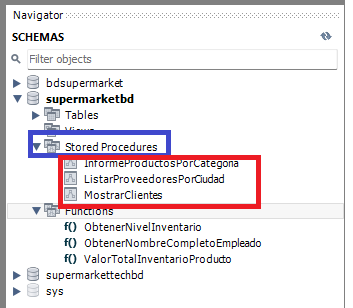 Navigator
SCHEMAS
Filter objects
bdsupermarket
supermarketbd
Tables
Views
Stored Procedures
InformeProductosPorCategoria
ListarProveedoresPorCiudad
MostrarClientes
Functions
f() ObtenerNivelInventario
f() ObtenerNombreCompletoEmpleado
f() ValorTotalInventarioProducto
supermarkettechbd
sys